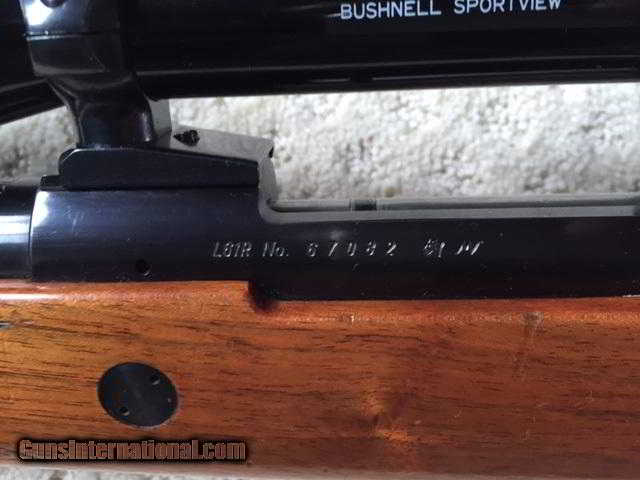 BUSHNELL SPORTVIEW
L61R No. 67082
GunsInternational.com